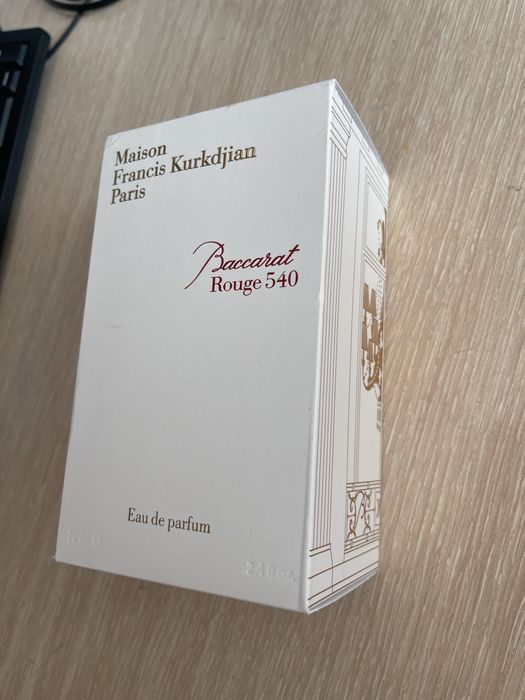 Maison
Francis Kurkdjian
Paris
Baccarat
Rouge 540
Eau de parfum
2.4 fl.oz.